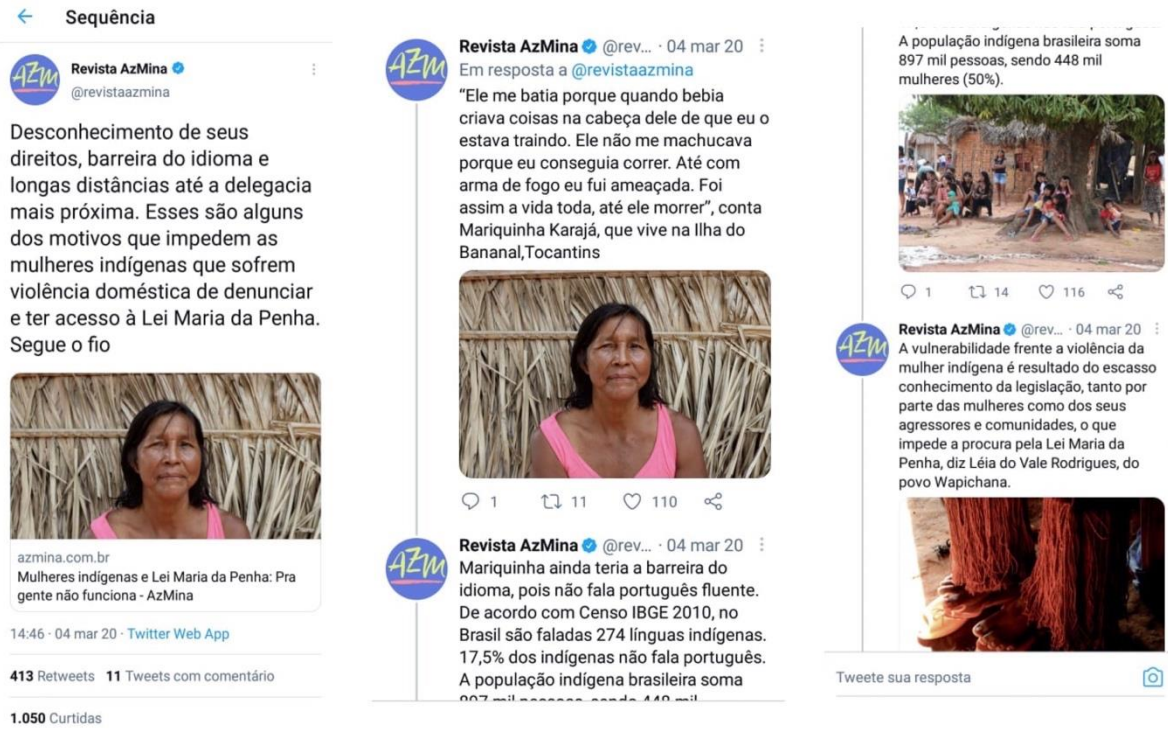 Sequência
AZM
Revista AzMina
@revistaazmina
Desconhecimento de seus
direitos, barreira do idioma e
longas distâncias até a delegacia
mais próxima. Esses são alguns
dos motivos que impedem as
mulheres indígenas que sofrem
violência doméstica de denunciar
e ter acesso à Lei Maria da Penha.
Segue o fio
azmina.com.br
Mulheres indígenas e Lei Maria da Penha: Pra
gente não funciona - AzMina
14:46 · 04 mar 20 · Twitter Web App
413 Retweets 11 Tweets com comentário
1.050 Curtidas
AZM
Revista AzMina @rev... · 04 mar 20
Em resposta a @revistaazmina
“Ele me batia porque quando bebia
criava coisas na cabeça dele de que eu o
estava traindo. Ele não me machucava
porque eu conseguia correr. Até com
arma de fogo eu fui ameaçada. Foi
assim a vida toda, até ele morrer”, conta
Mariquinha Karajá, que vive na Ilha do
Bananal,Tocantins
1 11 110
AZM
Revista AzMina @rev... · 04 mar 20
Mariquinha ainda teria a barreira do
idioma, pois não fala português fluente.
De acordo com Censo IBGE 2010, no
Brasil são faladas 274 línguas indígenas.
17,5% dos indígenas não fala português.
A população indígena brasileira soma
897 mil pessoas, sendo 448 mil
A população indígena brasileira soma
897 mil pessoas, sendo 448 mil
mulheres (50%).
1 14 116
AZM
Revista AzMina @rev... · 04 mar 20
A vulnerabilidade frente a violência da
mulher indígena é resultado do escasso
conhecimento da legislação, tanto por
parte das mulheres como dos seus
agressores e comunidades, o que
impede a procura pela Lei Maria da
Penha, diz Léia do Vale Rodrigues, do
povo Wapichana.
Tweete sua resposta